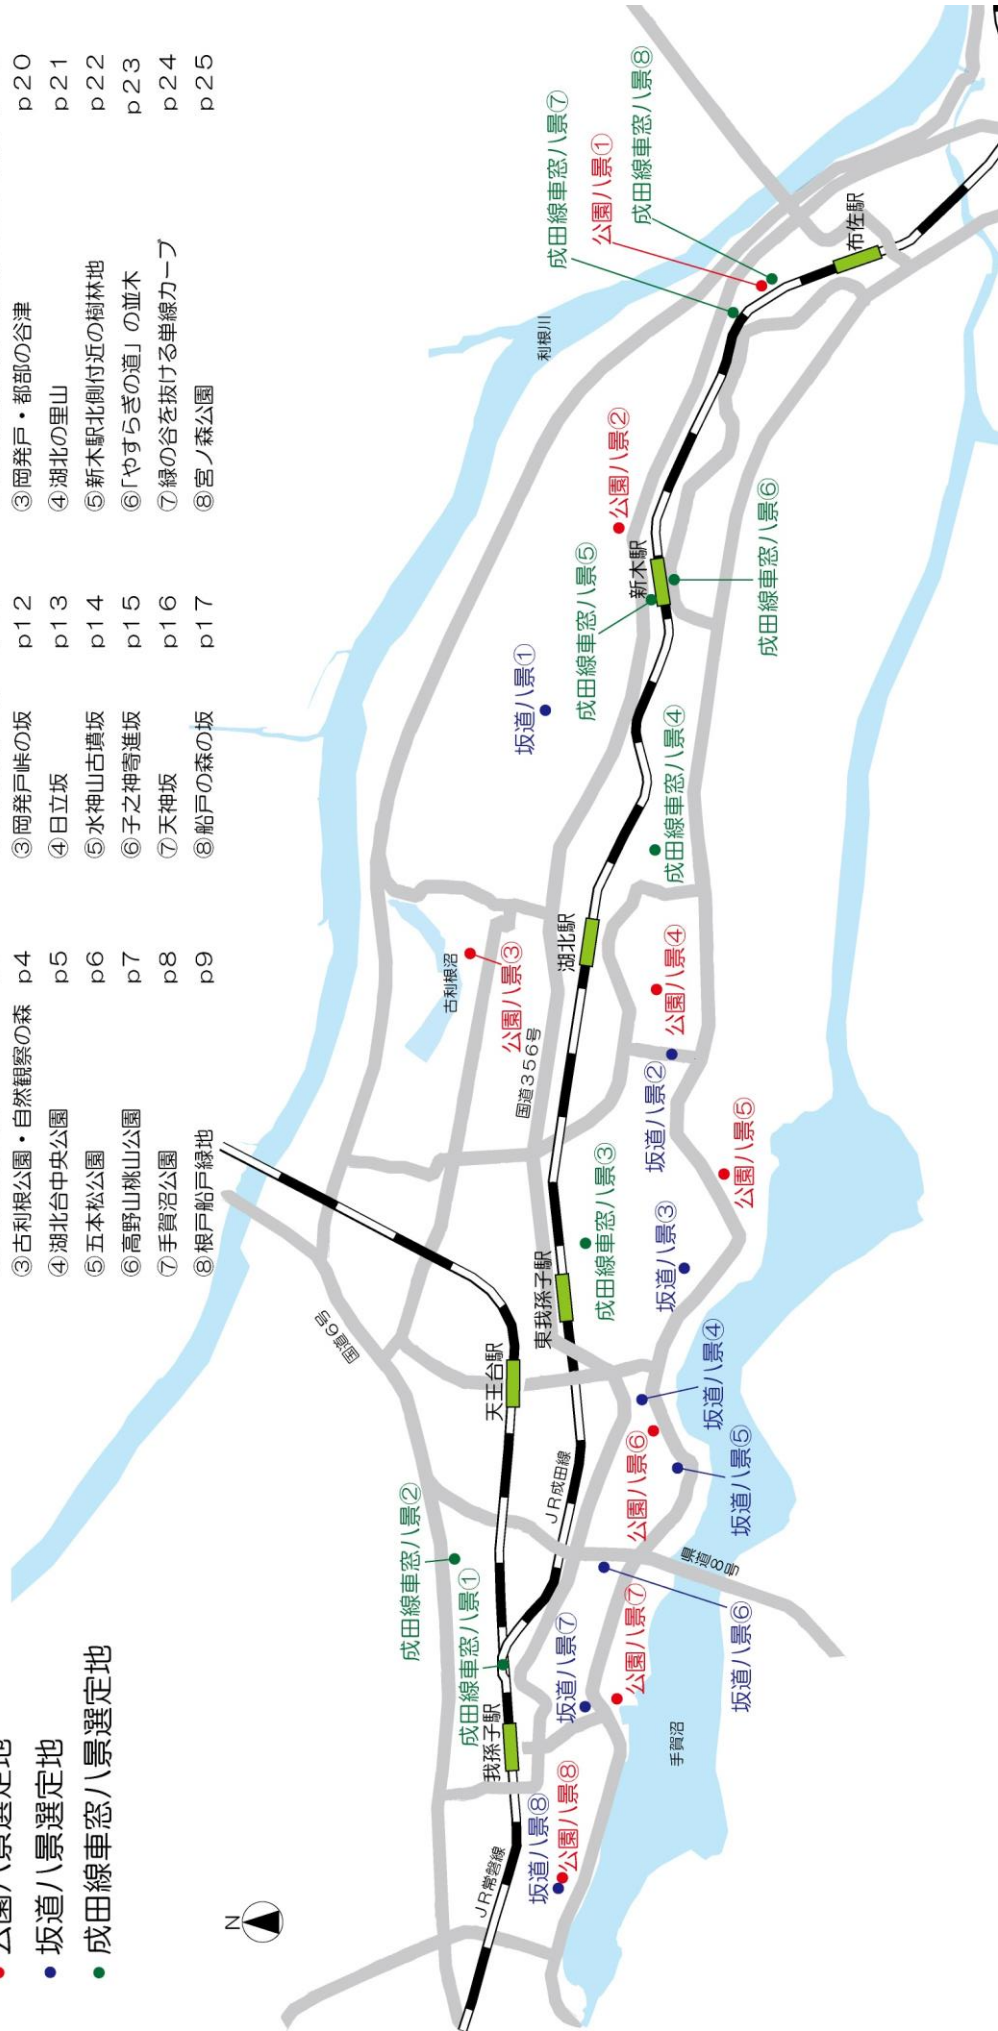 公園八景選定地
坂道八景選定地
成田線車窓八景選定地
③古利根公園・自然観察の森 p4
④湖北台中央公園 p5
⑤五本松公園 p6
⑥高野山桃山公園 p7
⑦手賀沼公園 p8
⑧根戸船戸緑地 p9
③岡発戸峠の坂 p12
④日立坂 p13
⑤水神山古墳坂 p14
⑥子之神寄進坂 p15
⑦天神坂 p16
⑧船戸の森の坂 p17
③岡発戸・都部の谷津 p20
④湖北の里山 p21
⑤新木駅北側付近の樹林地 p22
⑥「やすらぎの道」の並木 p23
⑦緑の谷を抜ける単線カーブ p24
⑧宮ノ森公園 p25
N
JR常磐線
我孫子駅
成田線車窓八景①
成田線車窓八景②
天王台駅
国道6号
JR成田線
東我孫子駅
成田線車窓八景③
国道356号
古利根沼
公園八景③
湖北駅
成田線車窓八景④
坂道八景①
成田線車窓八景⑤
新木駅
公園八景②
成田線車窓八景⑥
利根川
成田線車窓八景⑦
公園八景①
成田線車窓八景⑧
布佐駅
坂道八景⑧
公園八景⑧
坂道八景⑦
公園八景⑦
坂道八景⑥
県道8号
手賀沼
公園八景⑥
坂道八景⑤
坂道八景④
坂道八景③
坂道八景②
公園八景⑤
公園八景④